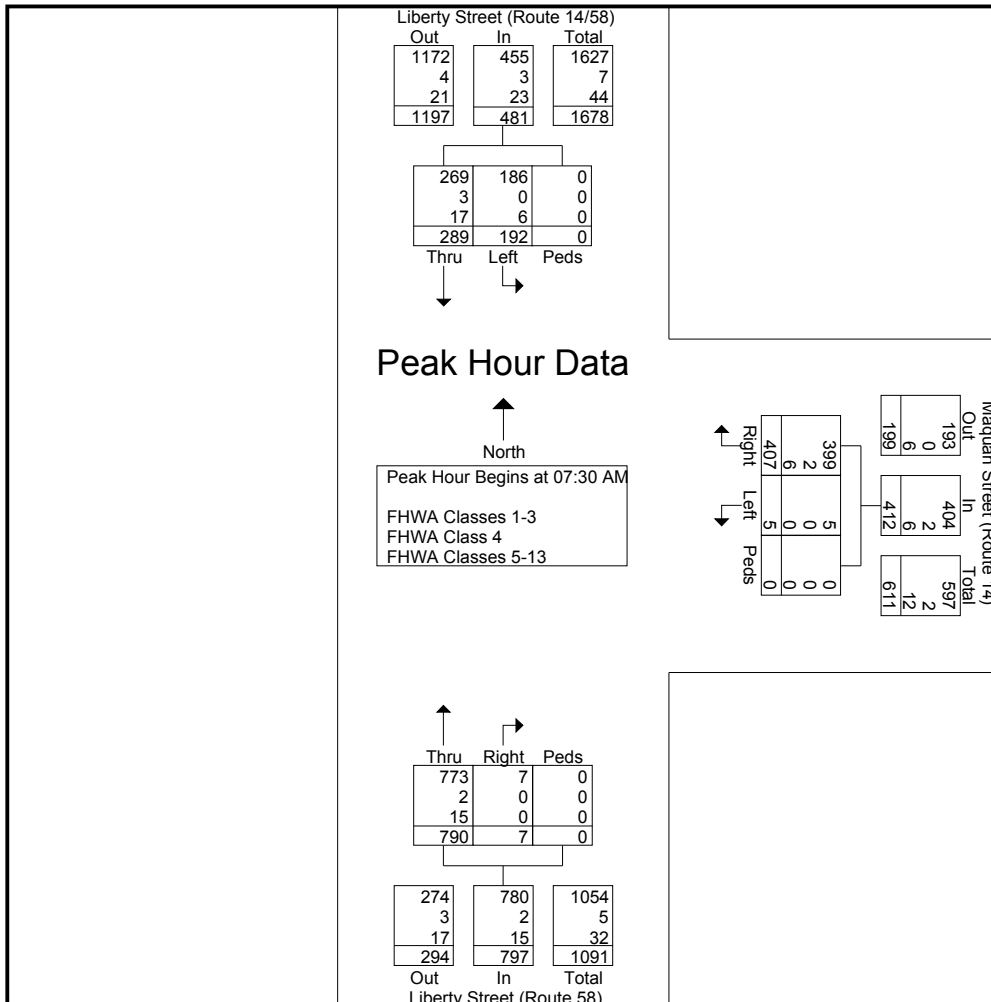 Liberty Street (Route 14/58)
Out In Total
1172 455 1627
4 3 7
21 23 44
1197 481 1678
269 186 0
3 0 0
17 6 0
289 192 0
Thru Left Peds
Peak Hour Data
North
Peak Hour Begins at 07:30 AM
FHWA Classes 1-3
FHWA Class 4
FHWA Classes 5-13
Maquan Street (Route 14)
Out In Total
193 404 597
0 2 2
6 6 12
199 412 611
399 5 0
2 0 0
6 0 0
407 5 0
Right Left Peds
Thru Right Peds
773 7 0
2 0 0
15 0 0
790 7 0
274 780 1054
3 2 5
17 15 32
294 797 1091
Out In Total
Liberty Street (Route 58)